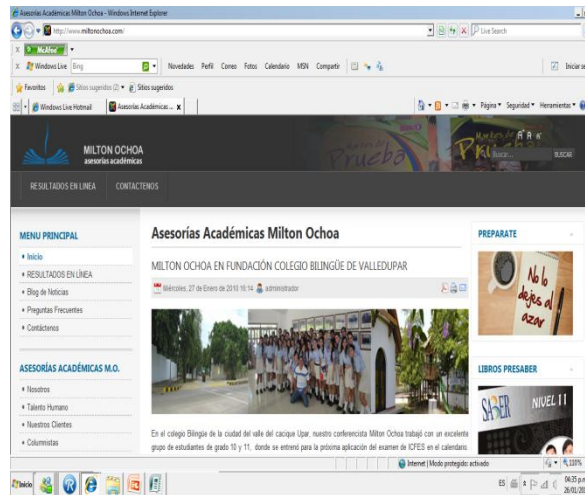 Asesorías Académicas Milton Ochoa - Windows Internet Explorer
http://www.miltonochoa.com/
Live Search
McAfee
Windows Live Bing Novedades Perfil Correo Fotos Calendario MSN Compartir Iniciar se
Favoritos Sitios sugeridos (2) Sitios sugeridos
Windows Live Hotmail Asesorías Académicas ... X Página Seguridad Herramientas
MILTON OCHOA
asesorías académicas
Prueba
Buscar... BUSCAR
RESULTADOS EN LINEA CONTACTENOS
MENU PRINCIPAL
Inicio
RESULTADOS EN LÍNEA
Blog de Noticias
Preguntas Frecuentes
Contáctenos
ASESORÍAS ACADÉMICAS M.O.
Nosotros
Talento Humano
Nuestros Clientes
Columnistas
Asesorías Académicas Milton Ochoa
MILTON OCHOA EN FUNDACIÓN COLEGIO BILINGÜE DE VALLEDUPAR
Miércoles, 27 de Enero de 2010 16:14 administrador
En el colegio Bilingüe de la ciudad del valle del cacique Upar, nuestro conferencista Milton Ochoa trabajó con un excelente
grupo de estudiantes de grado 10 y 11, donde se entrenó para la próxima aplicación del examen de ICFES en el calendario.
PREPARATE
No lo
dejes al
azar
LIBROS PRESABER
SABER NIVEL 11
Internet | Modo protegido: activado 110%
Inicio ES 04:35 p.
26/01/20